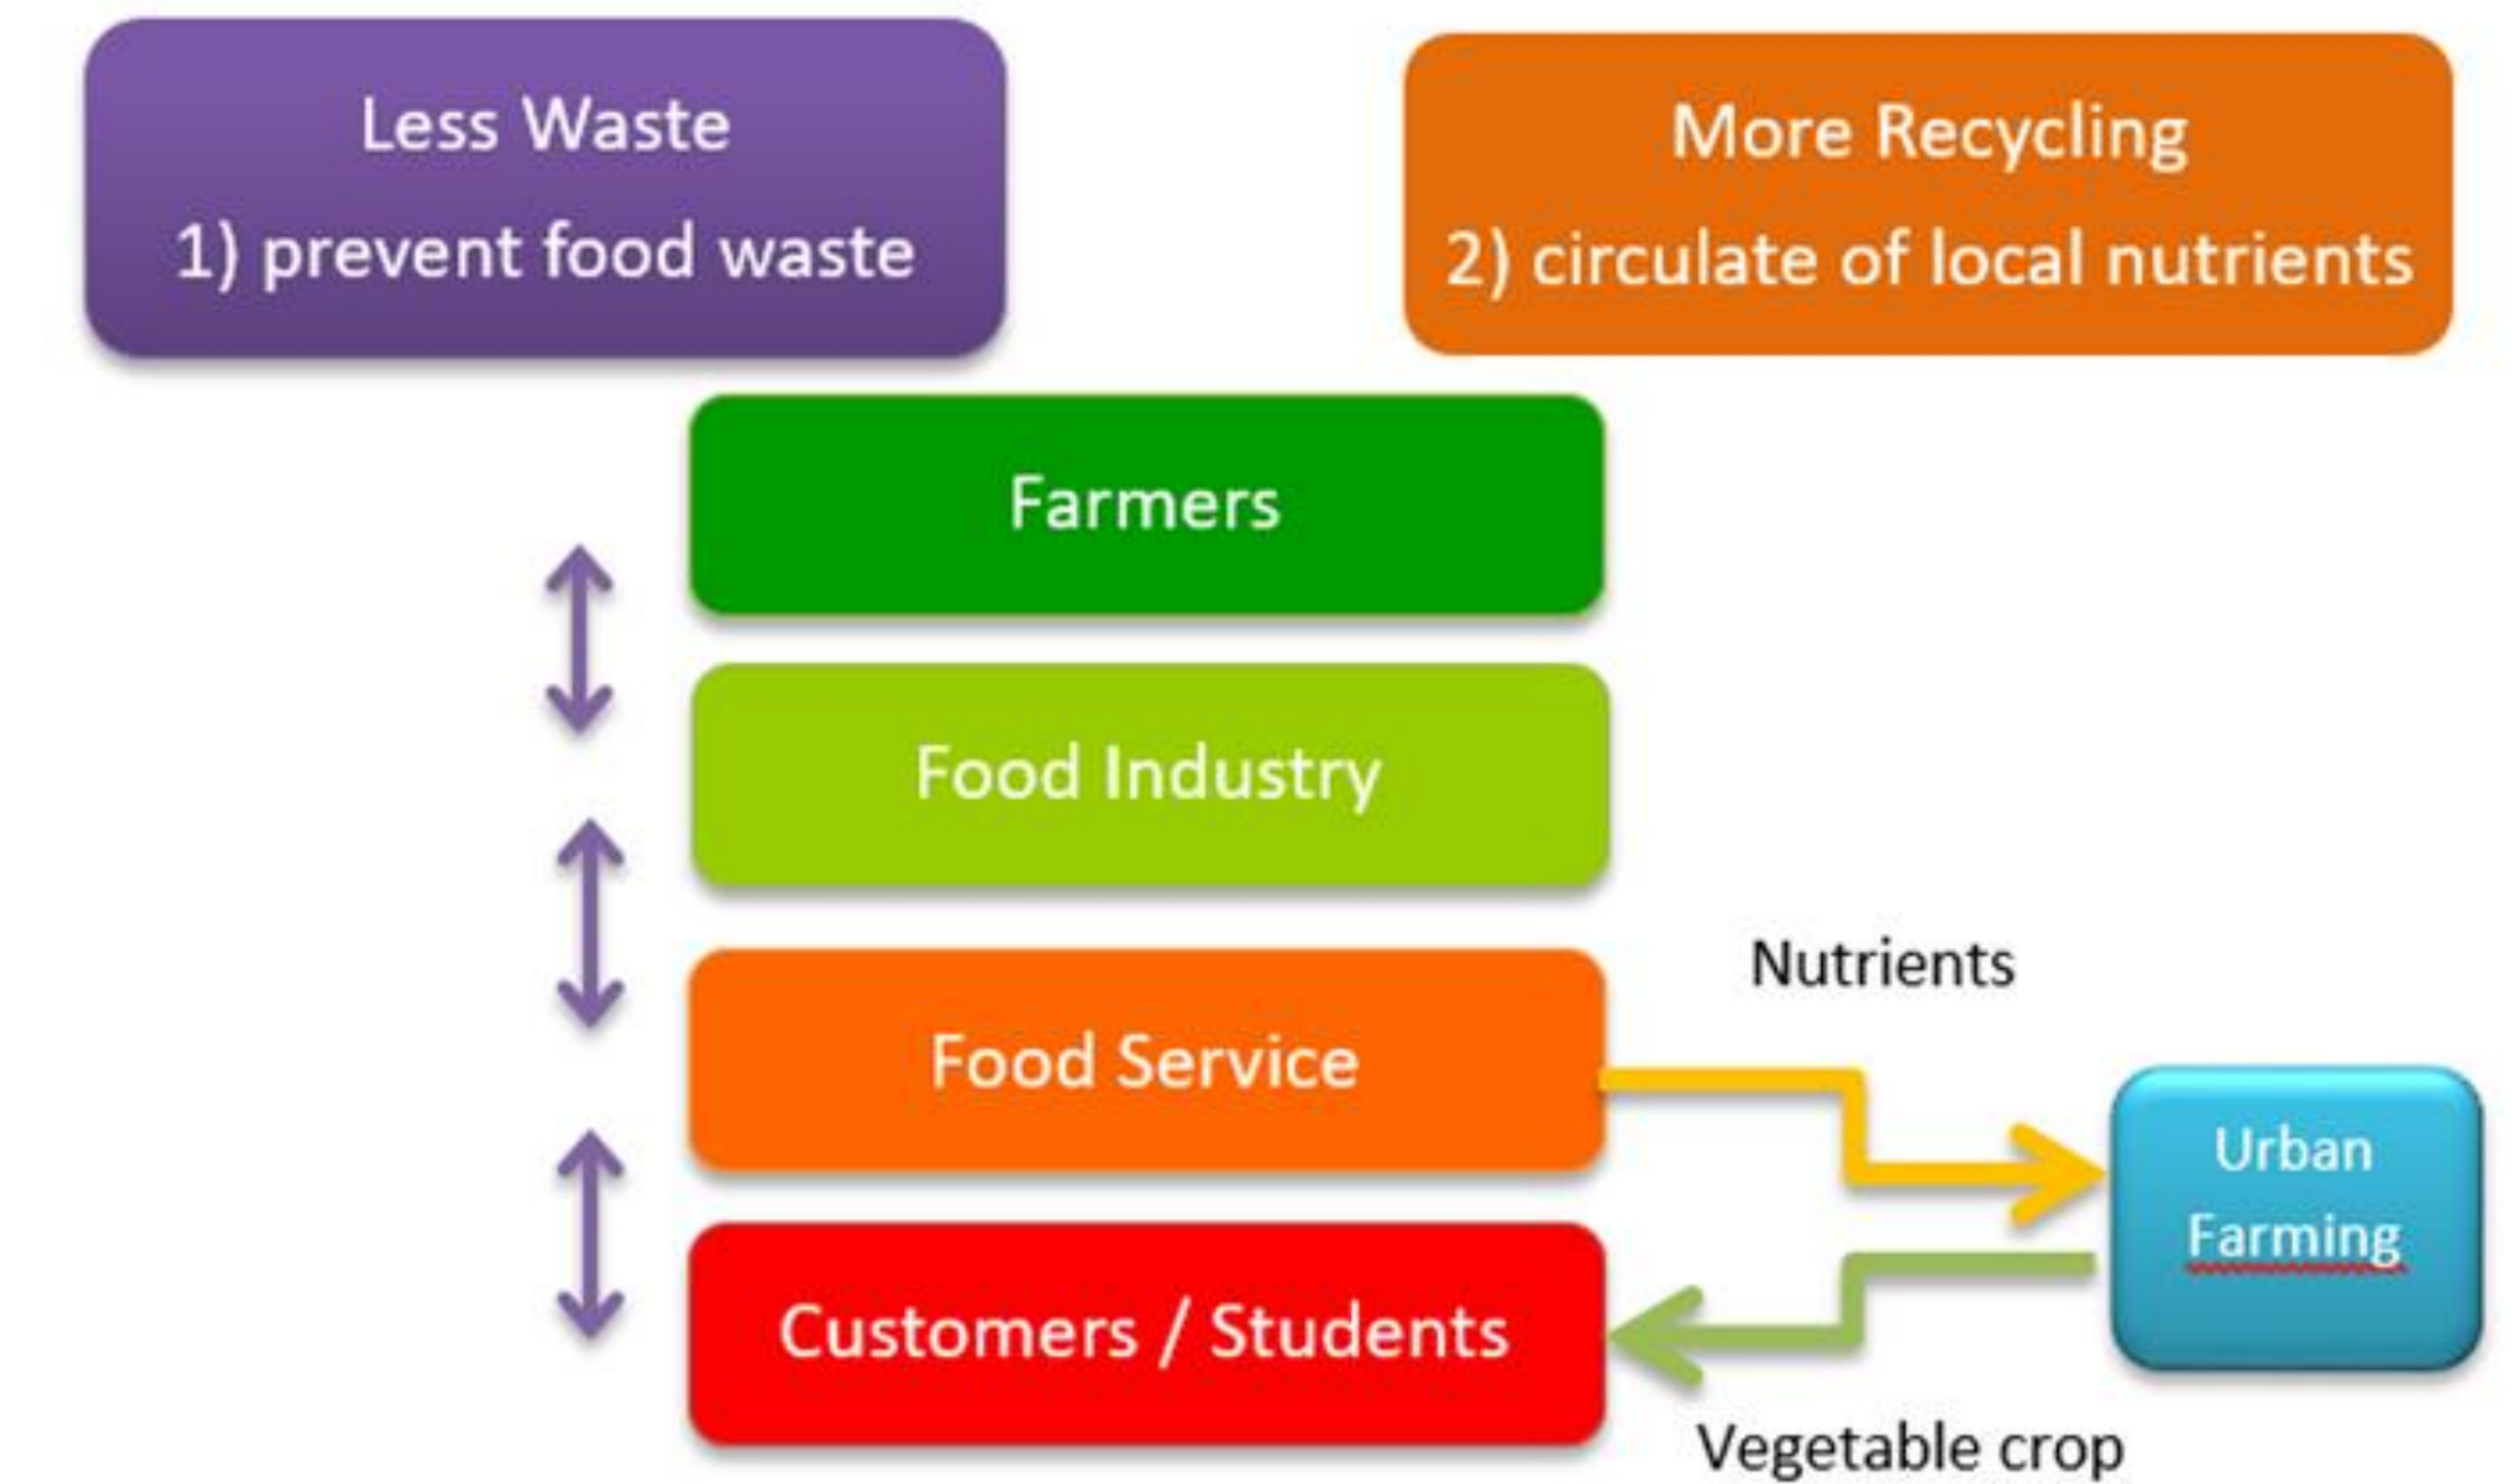 Less Waste
1) prevent food waste
More Recycling
2) circulate of local nutrients
Farmers
Food Industry
Food Service
Customers / Students
Nutrients
Urban
Farming
Vegetable crop